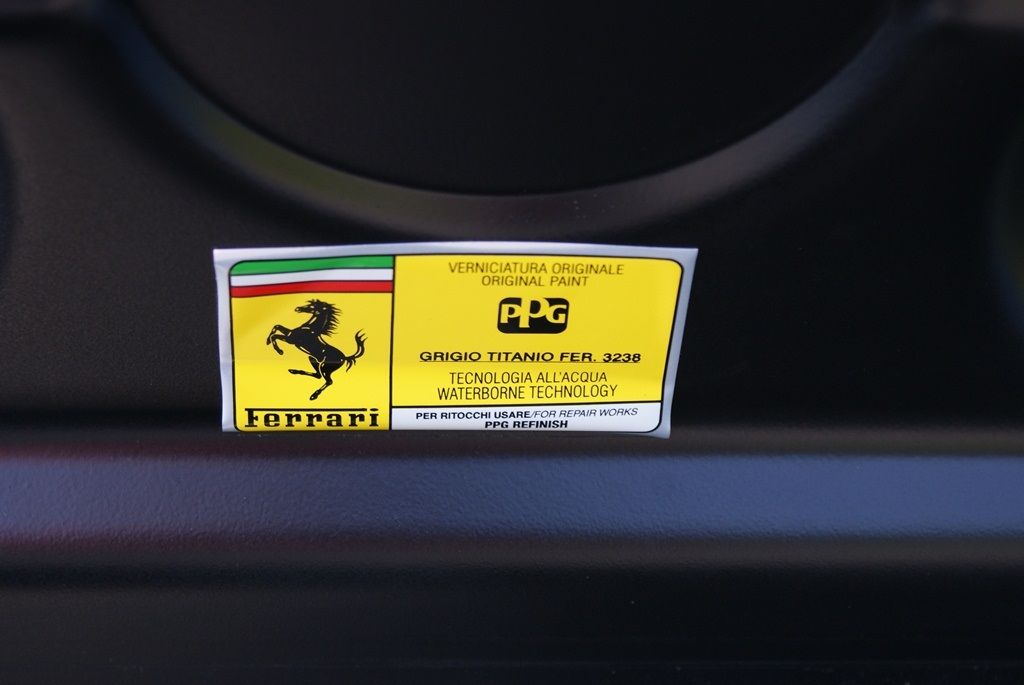 Ferrari
VERNICIATURA ORIGINALE
ORIGINAL PAINT
PPG
GRIGIO TITANIO FER. 3238
TECNOLOGIA ALL'ACQUA
WATERBORNE TECHNOLOGY
PER RITOCCHI USARE/FOR REPAIR WORKS
PPG REFINISH